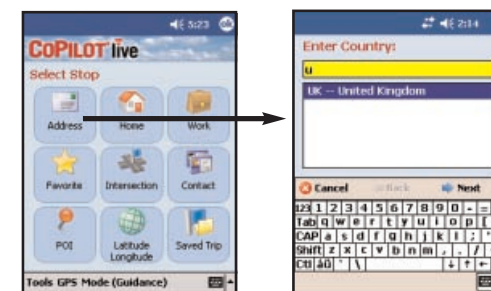 5:23 ok
CoPILOT live
Select Stop
Address Home Work
Favorite Intersection Contact
POI Latitude Longitude Saved Trip
Tools GPS Mode (Guidance)
2:14
Enter Country:
u
UK -- United Kingdom
Cancel Back Next
123 1 2 3 4 5 6 7 8 9 0 - =
Tab q w e r t y u i o p [
CAP a s d f g h j k l ; '
Shift z x c v b n m , . /
Ctl áü ` \ ↓ ↑ ←